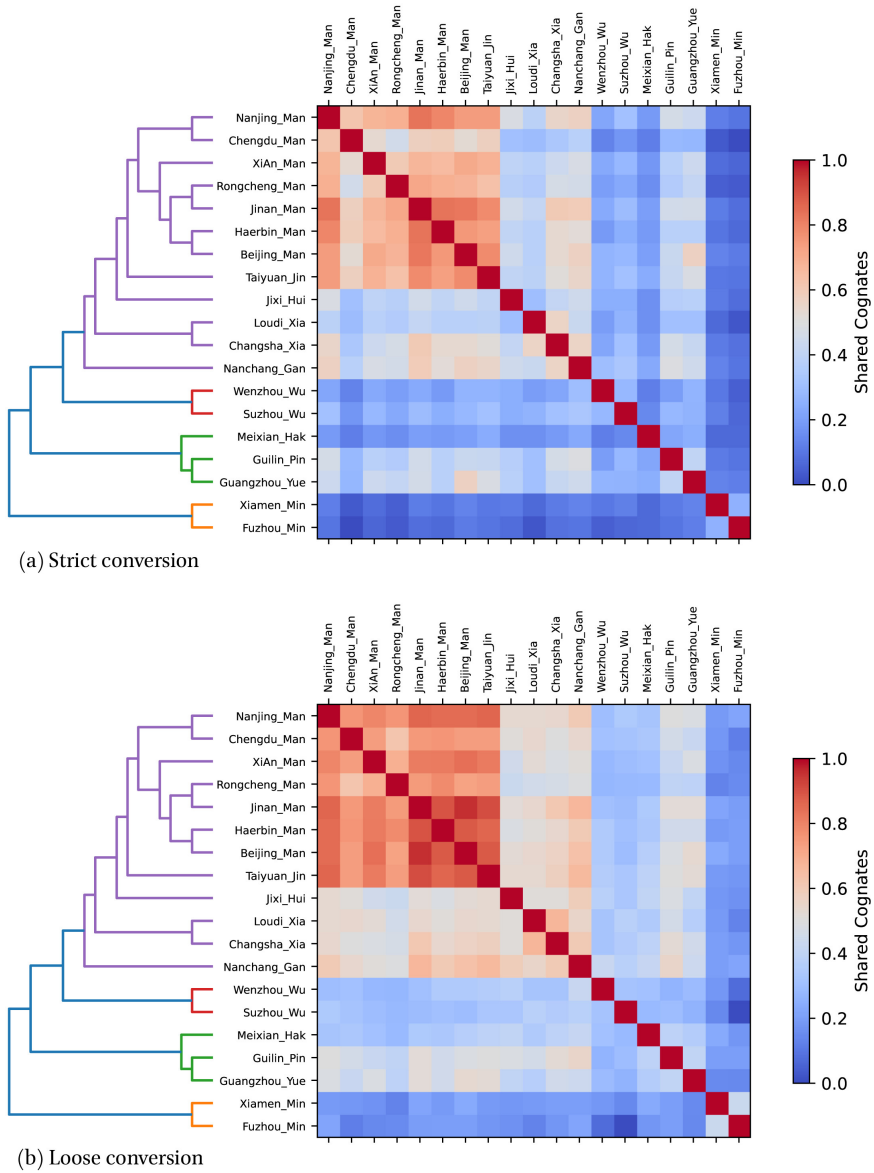 Nanjing_Man
Chengdu_Man
XiAn_Man
Rongcheng_Man
Jinan_Man
Haerbin_Man
Beijing_Man
Taiyuan_Jin
Jixi_Hui
Loudi_Xia
Changsha_Xia
Nanchang_Gan
Wenzhou_Wu
Suzhou_Wu
Meixian_Hak
Guilin_Pin
Guangzhou_Yue
Xiamen_Min
Fuzhou_Min
Nanjing_Man
Chengdu_Man
XiAn_Man
Rongcheng_Man
Jinan_Man
Haerbin_Man
Beijing_Man
Taiyuan_Jin
Jixi_Hui
Loudi_Xia
Changsha_Xia
Nanchang_Gan
Wenzhou_Wu
Suzhou_Wu
Meixian_Hak
Guilin_Pin
Guangzhou_Yue
Xiamen_Min
Fuzhou_Min
1.0
0.8
0.6
0.4
0.2
0.0
Shared Cognates
(a) Strict conversion
Nanjing_Man
Chengdu_Man
XiAn_Man
Rongcheng_Man
Jinan_Man
Haerbin_Man
Beijing_Man
Taiyuan_Jin
Jixi_Hui
Loudi_Xia
Changsha_Xia
Nanchang_Gan
Wenzhou_Wu
Suzhou_Wu
Meixian_Hak
Guilin_Pin
Guangzhou_Yue
Xiamen_Min
Fuzhou_Min
Nanjing_Man
Chengdu_Man
XiAn_Man
Rongcheng_Man
Jinan_Man
Haerbin_Man
Beijing_Man
Taiyuan_Jin
Jixi_Hui
Loudi_Xia
Changsha_Xia
Nanchang_Gan
Wenzhou_Wu
Suzhou_Wu
Meixian_Hak
Guilin_Pin
Guangzhou_Yue
Xiamen_Min
Fuzhou_Min
1.0
0.8
0.6
0.4
0.2
0.0
Shared Cognates
(b) Loose conversion